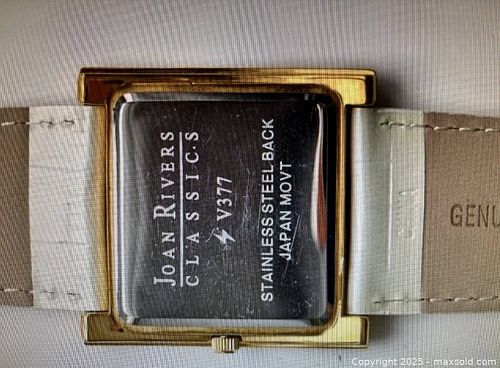 JOAN RIVERS
CLASSICS
V377
STAINLESS STEEL BACK
JAPAN MOVT
GENU
Copyright 2025 - maxsold.com